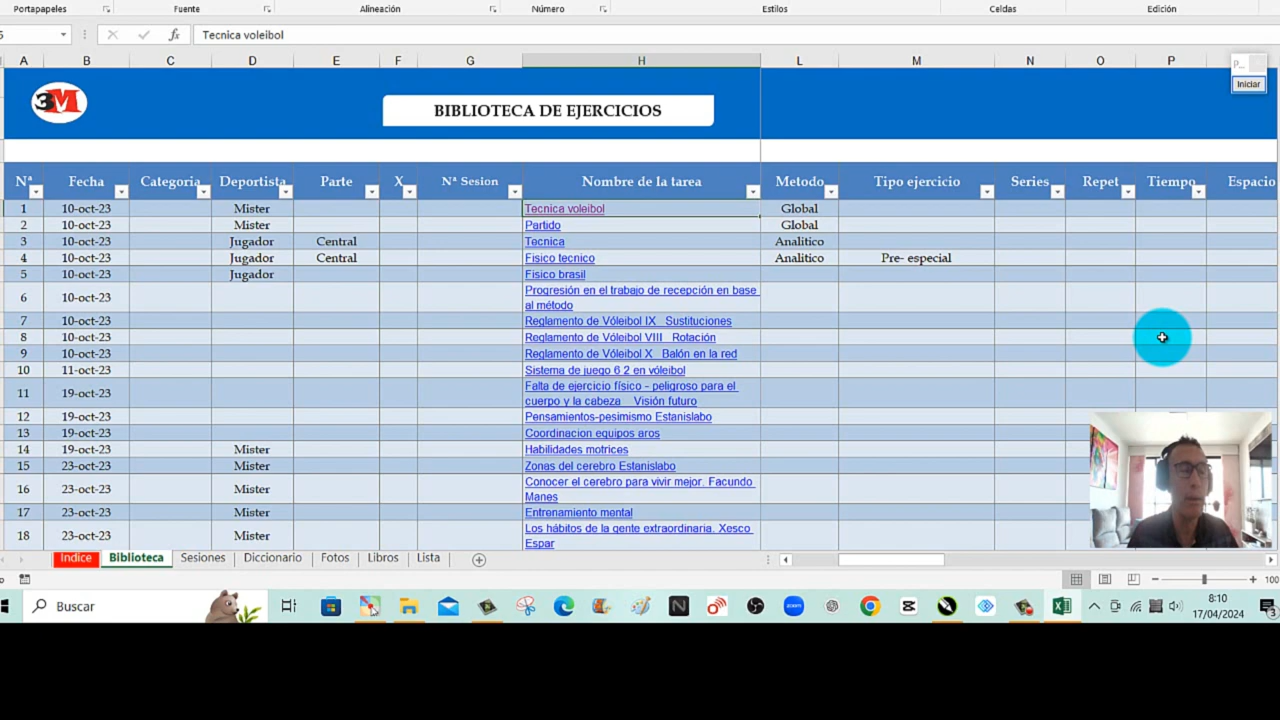 Portapapeles Fuente Alineación Número Estilos Celdas Edición
Tecnica voleibol
A B C D E F G H L M N O P
P...
Iniciar
3M
BIBLIOTECA DE EJERCICIOS
Nª Fecha Categoria Deportista Parte X Nª Sesion Nombre de la tarea Metodo Tipo ejercicio Series Repet Tiempo Espacio
1 10-oct-23 Mister Tecnica voleibol Global
2 10-oct-23 Mister Partido Global
3 10-oct-23 Jugador Central Tecnica Analitico
4 10-oct-23 Jugador Central Fisico tecnico Analitico Pre- especial
5 10-oct-23 Jugador Fisico brasil
6 10-oct-23 Progresión en el trabajo de recepción en base
al método
7 10-oct-23 Reglamento de Vóleibol IX Sustituciones
8 10-oct-23 Reglamento de Vóleibol VIII Rotación
9 10-oct-23 Reglamento de Vóleibol X Balón en la red
10 11-oct-23 Sistema de juego 6 2 en vóleibol
11 19-oct-23 Falta de ejercicio físico - peligroso para el
cuerpo y la cabeza Visión futuro
12 19-oct-23 Pensamientos-pesimismo Estanislabo
13 19-oct-23 Coordinacion equipos aros
14 19-oct-23 Mister Habilidades motrices
15 23-oct-23 Mister Zonas del cerebro Estanislabo
16 23-oct-23 Mister Conocer el cerebro para vivir mejor. Facundo
Manes
17 23-oct-23 Mister Entrenamiento mental
18 23-oct-23 Mister Los hábitos de la gente extraordinaria. Xesco
Espar
Indice Biblioteca Sesiones Diccionario Fotos Libros Lista
100
Buscar
8:10
17/04/2024